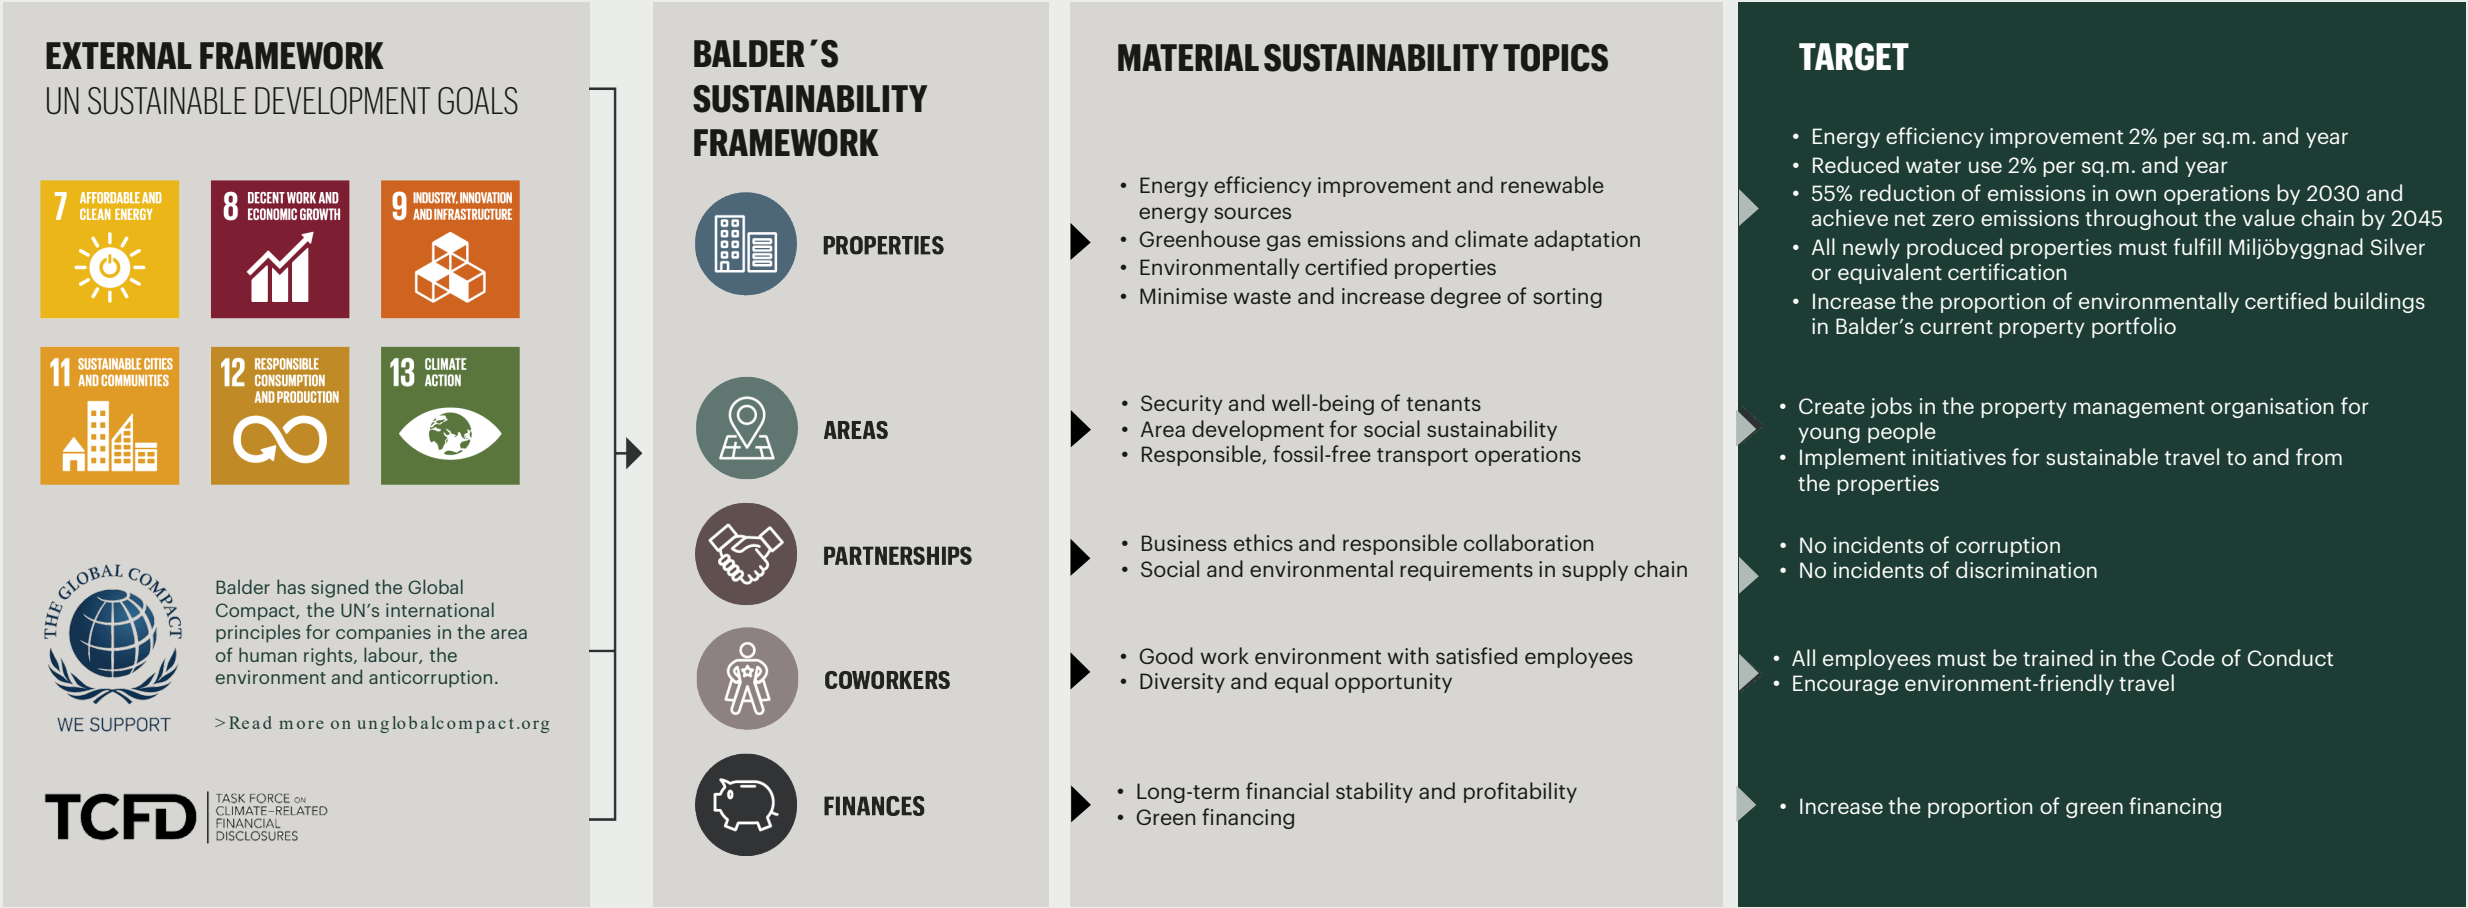 EXTERNAL FRAMEWORK
UN SUSTAINABLE DEVELOPMENT GOALS
7 AFFORDABLE AND
CLEAN ENERGY
8 DECENT WORK AND
ECONOMIC GROWTH
9 INDUSTRY, INNOVATION
AND INFRASTRUCTURE
11 SUSTAINABLE CITIES
AND COMMUNITIES
12 RESPONSIBLE
CONSUMPTION
AND PRODUCTION
13 CLIMATE
ACTION
THE GLOBAL COMPACT
WE SUPPORT
Balder has signed the Global
Compact, the UN's international
principles for companies in the area
of human rights, labour, the
environment and anticorruption.
>Read more on unglobalcompact.org
TCFD
TASK FORCE ON
CLIMATE-RELATED
FINANCIAL
DISCLOSURES
BALDER´S
SUSTAINABILITY
FRAMEWORK
PROPERTIES
AREAS
PARTNERSHIPS
COWORKERS
FINANCES
MATERIAL SUSTAINABILITY TOPICS
• Energy efficiency improvement and renewable
energy sources
• Greenhouse gas emissions and climate adaptation
• Environmentally certified properties
• Minimise waste and increase degree of sorting
• Security and well-being of tenants
• Area development for social sustainability
• Responsible, fossil-free transport operations
• Business ethics and responsible collaboration
• Social and environmental requirements in supply chain
• Good work environment with satisfied employees
• Diversity and equal opportunity
• Long-term financial stability and profitability
• Green financing
TARGET
• Energy efficiency improvement 2% per sq.m. and year
• Reduced water use 2% per sq.m. and year
• 55% reduction of emissions in own operations by 2030 and
achieve net zero emissions throughout the value chain by 2045
• All newly produced properties must fulfill Miljöbyggnad Silver
or equivalent certification
• Increase the proportion of environmentally certified buildings
in Balder's current property portfolio
• Create jobs in the property management organisation for
young people
• Implement initiatives for sustainable travel to and from
the properties
• No incidents of corruption
• No incidents of discrimination
• All employees must be trained in the Code of Conduct
• Encourage environment-friendly travel
• Increase the proportion of green financing